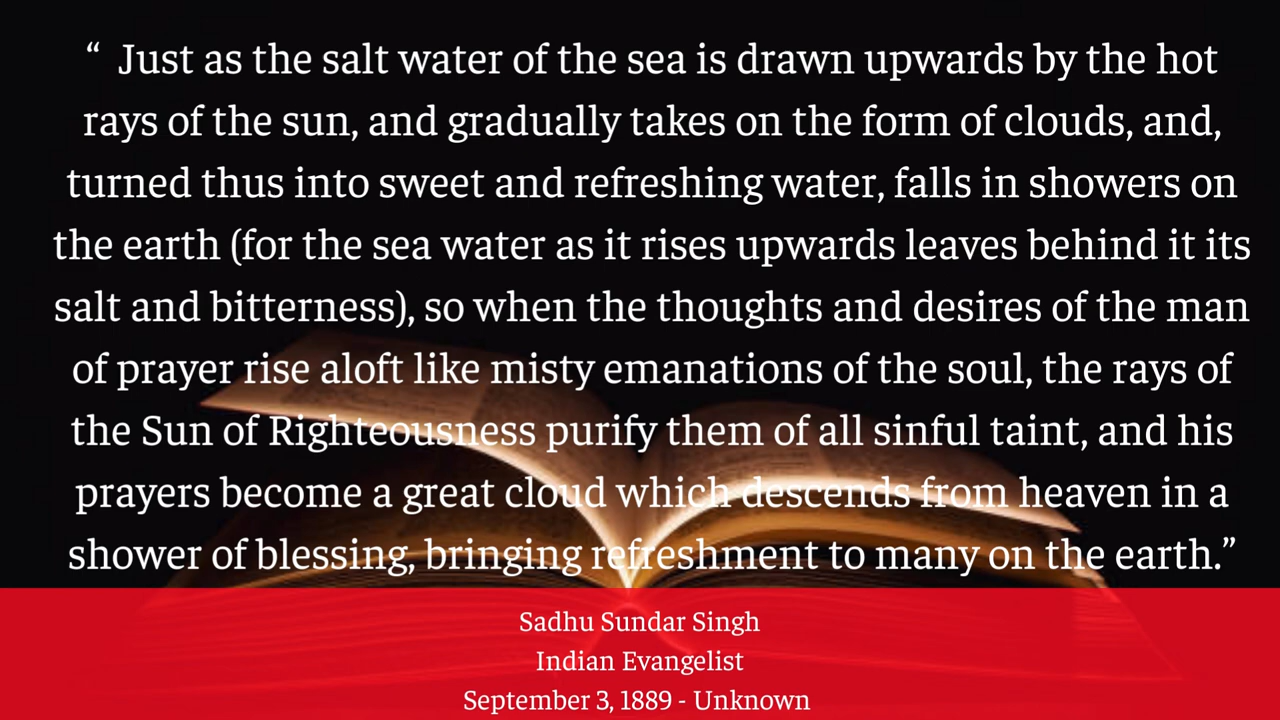 “ Just as the salt water of the sea is drawn upwards by the hot
rays of the sun, and gradually takes on the form of clouds, and,
turned thus into sweet and refreshing water, falls in showers on
the earth (for the sea water as it rises upwards leaves behind it its
salt and bitterness), so when the thoughts and desires of the man
of prayer rise aloft like misty emanations of the soul, the rays of
the Sun of Righteousness purify them of all sinful taint, and his
prayers become a great cloud which descends from heaven in a
shower of blessing, bringing refreshment to many on the earth.”
Sadhu Sundar Singh
Indian Evangelist
September 3, 1889 - Unknown